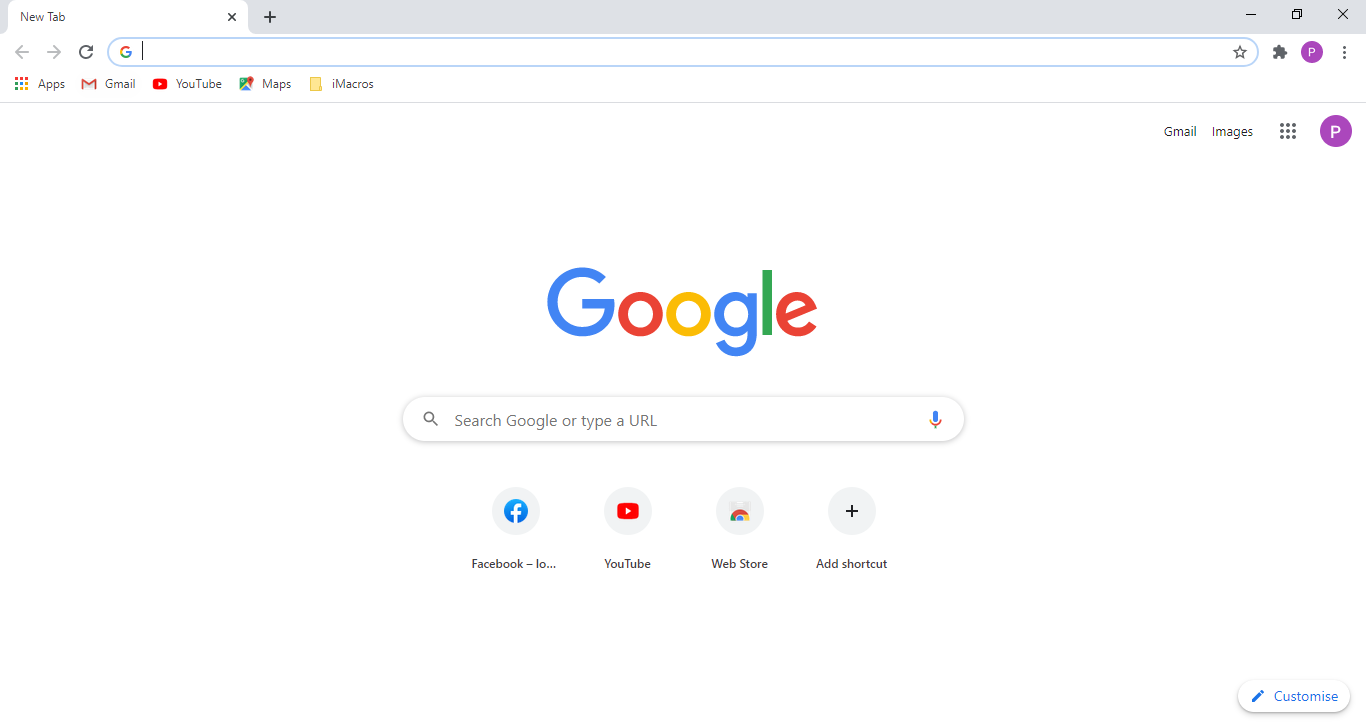 New Tab
Apps Gmail YouTube Maps iMacros
P
Gmail Images P
Google
Search Google or type a URL
Facebook – lo... YouTube Web Store Add shortcut
Customise